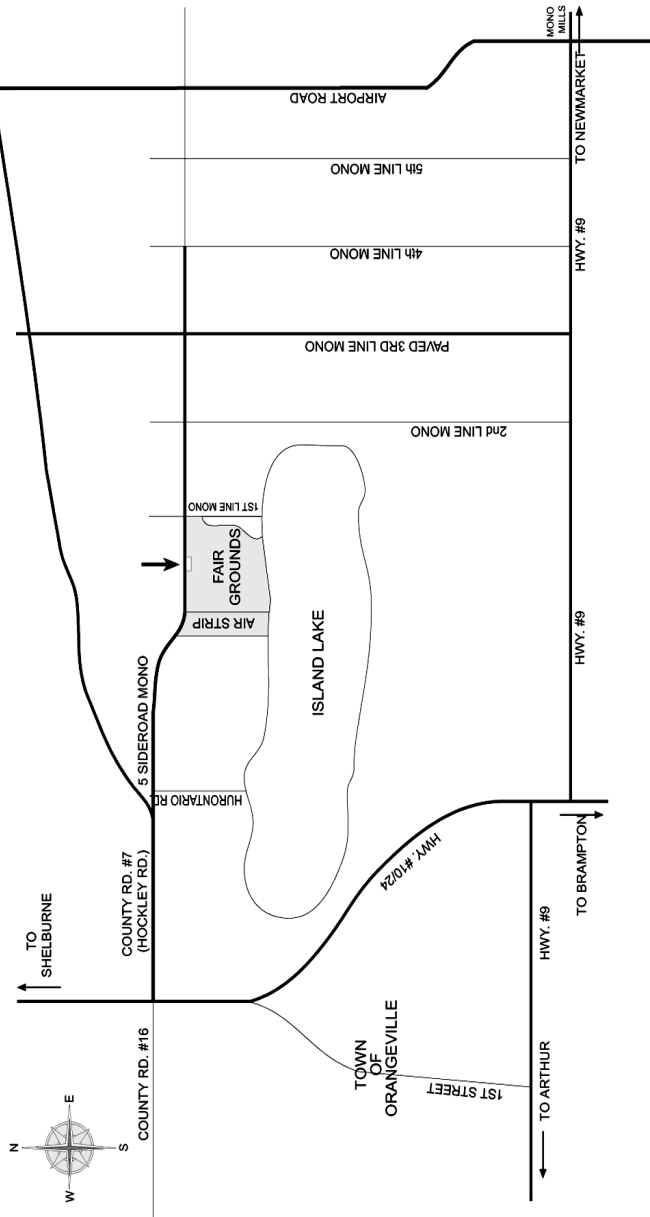 MONO
MILLS
TO NEWMARKET
AIRPORT ROAD
5th LINE MONO
4th LINE MONO
HWY. #9
PAVED 3RD LINE MONO
2nd LINE MONO
1ST LINE MONO
FAIR
GROUNDS
AIR STRIP
ISLAND LAKE
HWY. #9
5 SIDEROAD MONO
HURONTARIO RD
HWY. #10/24
TO BRAMPTON
COUNTY RD. #7
(HOCKLEY RD.)
TO
SHELBURNE
HWY. #9
COUNTY RD. #16
TOWN
OF
ORANGEVILLE
1ST STREET
TO ARTHUR
N
E
S
W